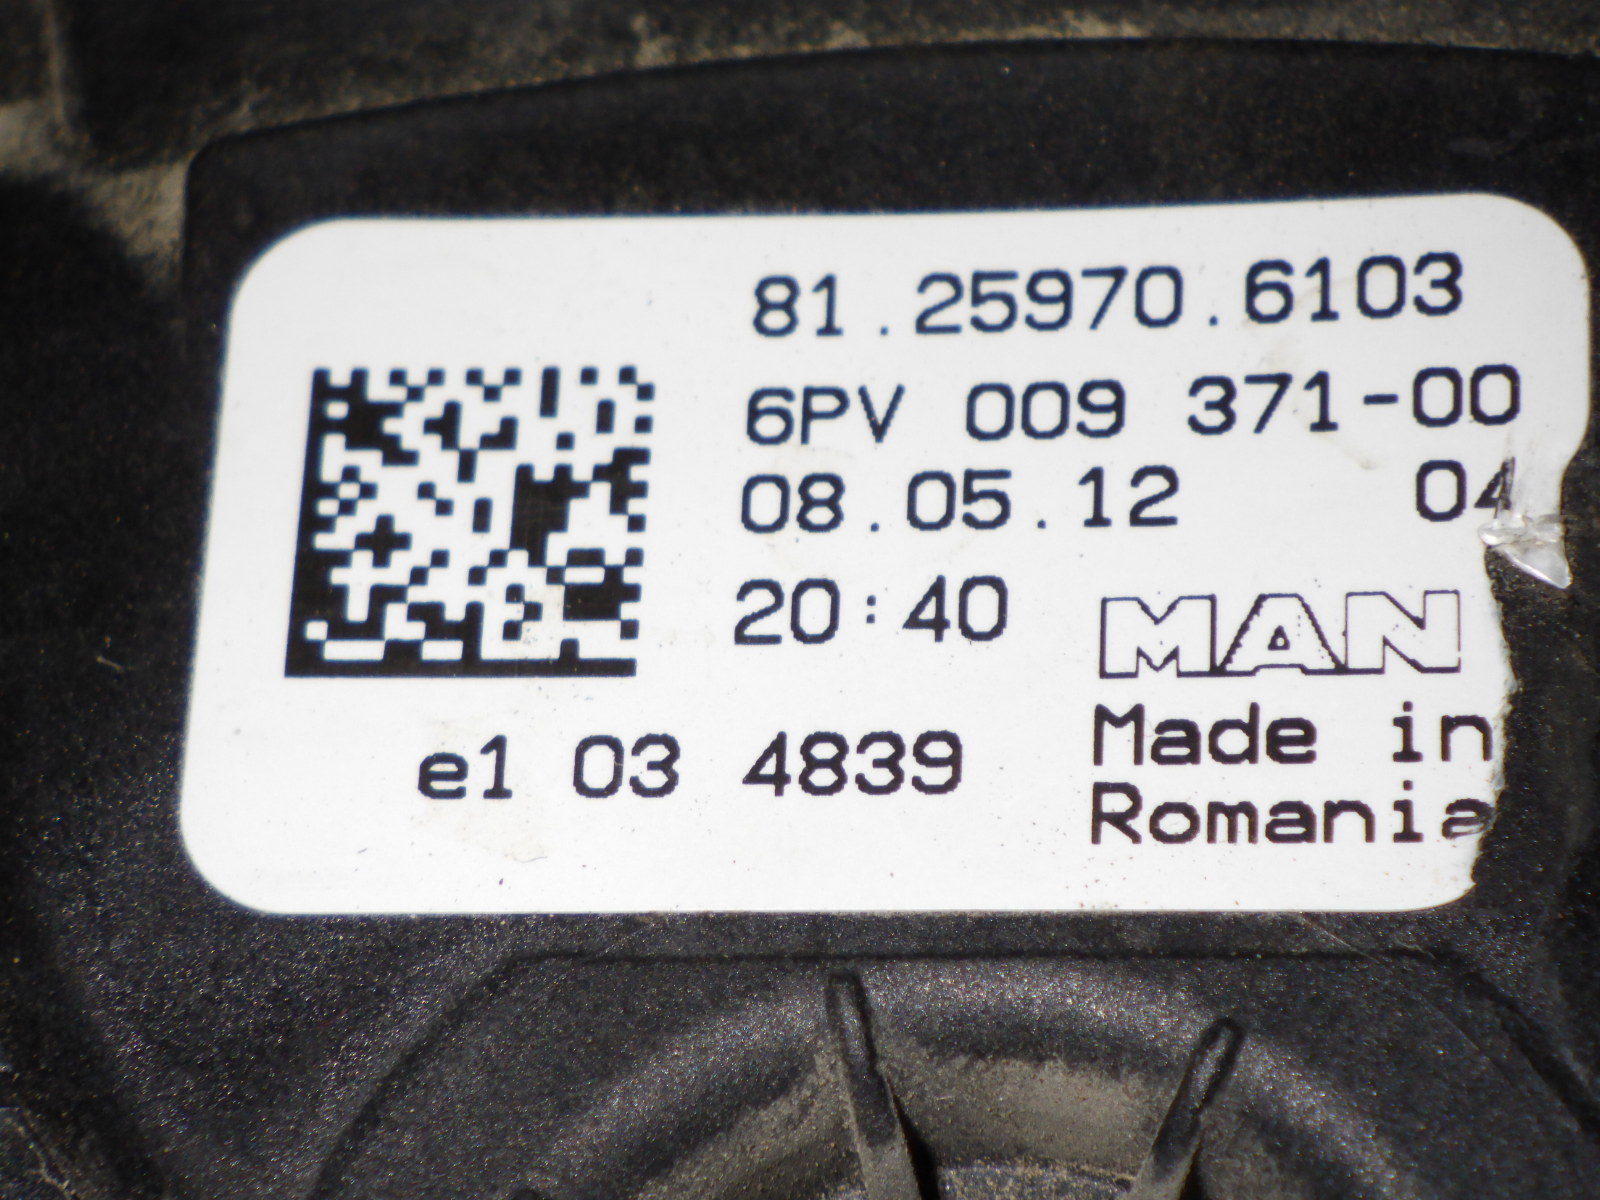 81.25970.6103
6PV 009 371-00
08.05.12 04
20:40
MAN
e1 03 4839
Made in
Romania